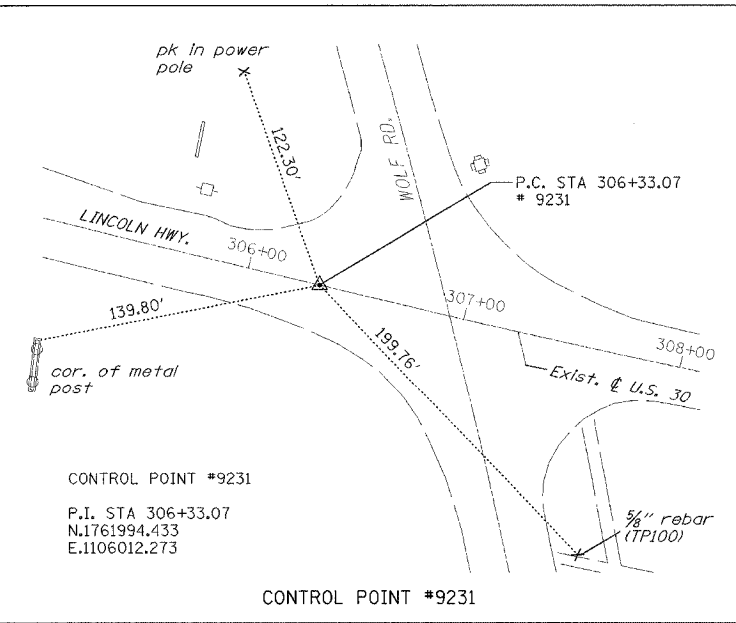 pk in power
pole
122.30'
WOLF RD.
P.C. STA 306+33.07
# 9231
LINCOLN HWY.
306+00
307+00
308+00
139.80'
199.76'
cor. of metal
post
Exist. ℄ U.S. 30
CONTROL POINT #9231
P.I. STA 306+33.07
N.1761994.433
E.1106012.273
5/8" rebar
(TP100)
CONTROL POINT #9231